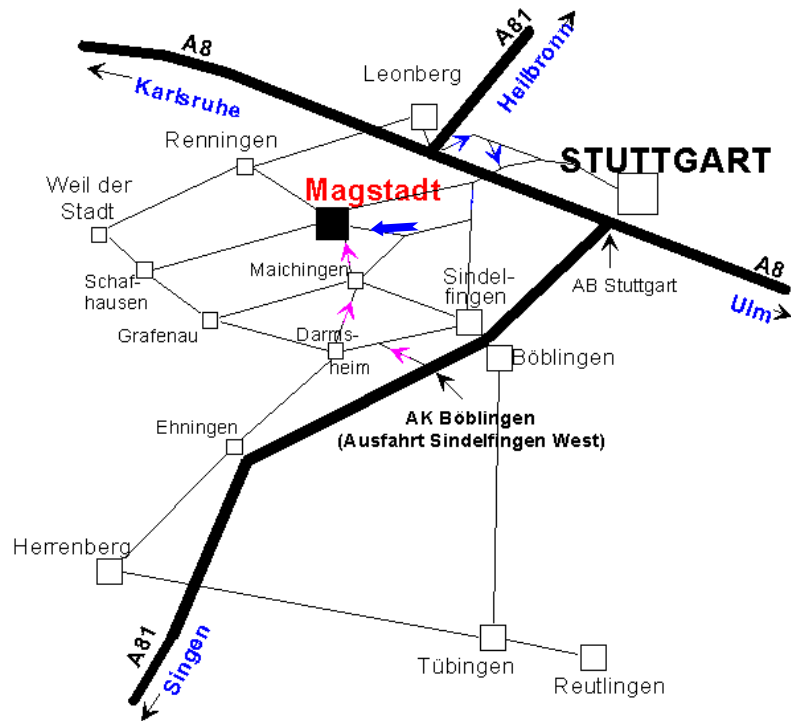 A8
A81
Heilbronn
Karlsruhe
Leonberg
Renningen
STUTTGART
Magstadt
Weil der
Stadt
Schaf-
hausen
Maichingen
Sindel-
fingen
AB Stuttgart
A8
Ulm
Grafenau
Darms-
heim
Böblingen
AK Böblingen
(Ausfahrt Sindelfingen West)
Ehningen
Herrenberg
A81
Singen
Tübingen
Reutlingen